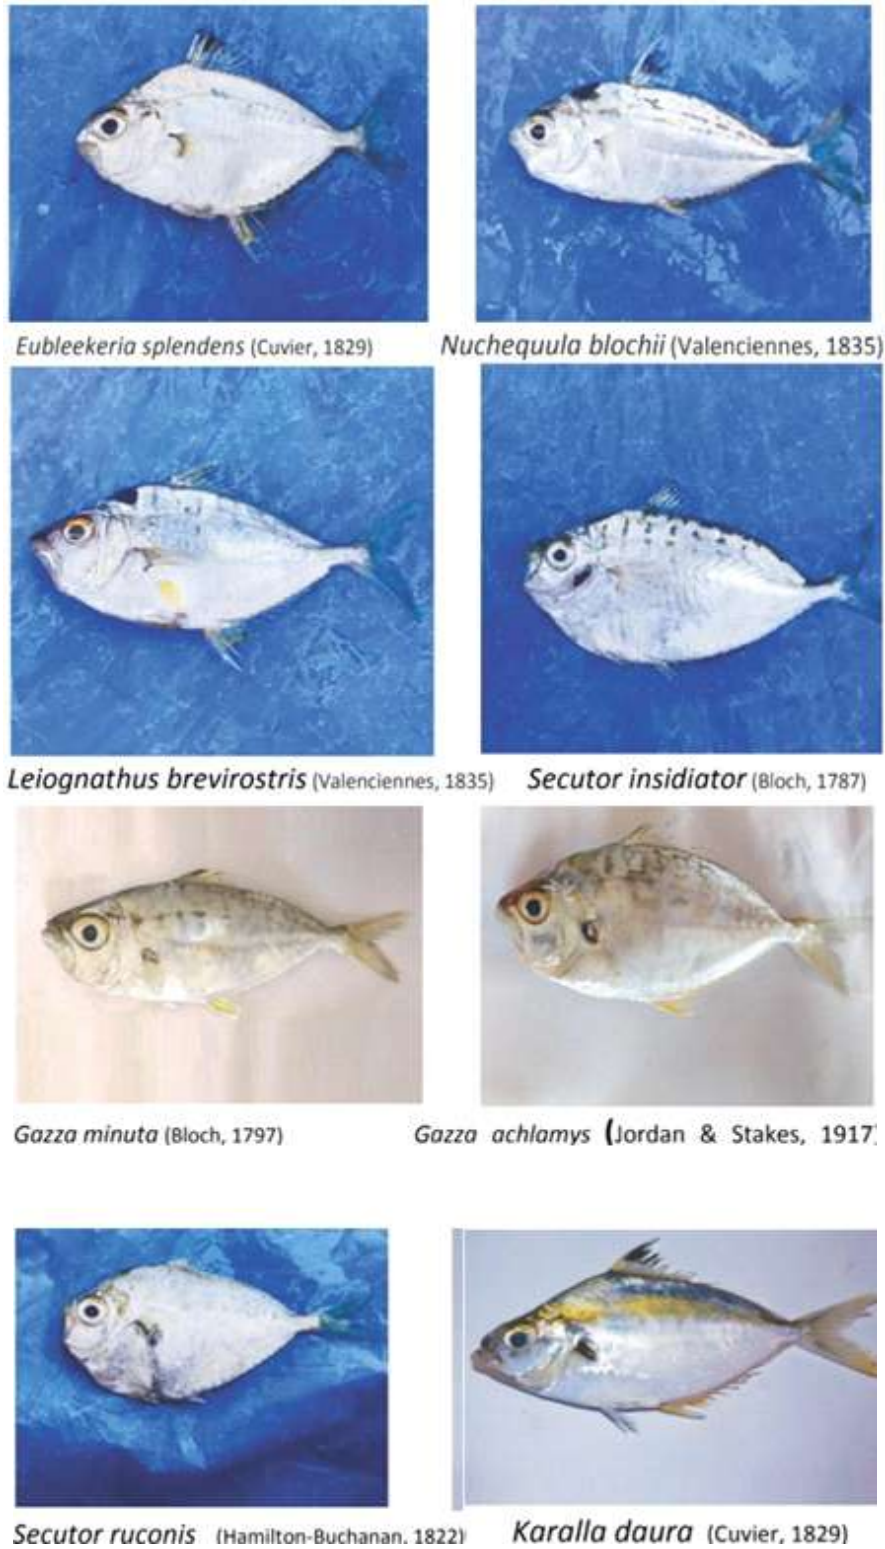 Eubleekeria splendens (Cuvier, 1829)
Nuchequula blochii (Valenciennes, 1835)
Leiognathus brevirostris (Valenciennes, 1835)
Secutor insidiator (Bloch, 1787)
Gazza minuta (Bloch, 1797)
Gazza achlamys (Jordan & Stakes, 1917)
Secutor ruconis (Hamilton-Buchanan, 1822)
Karalla daura (Cuvier, 1829)